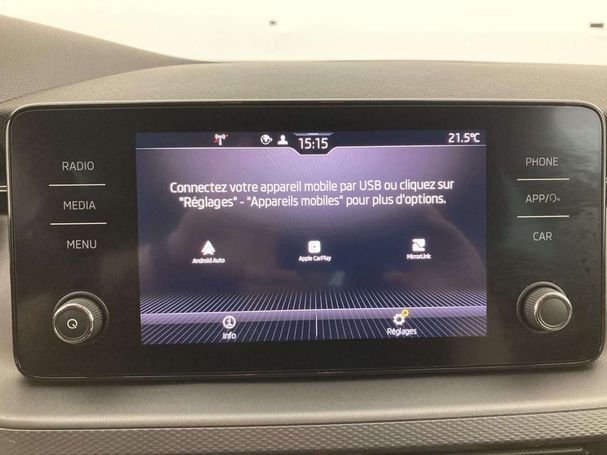 15:15
21.5°C
RADIO
MEDIA
MENU
Connectez votre appareil mobile par USB ou cliquez sur
"Réglages" - "Appareils mobiles" pour plus d'options.
Android Auto
Apple CarPlay
MirrorLink
Info
Réglages
PHONE
APP/
CAR